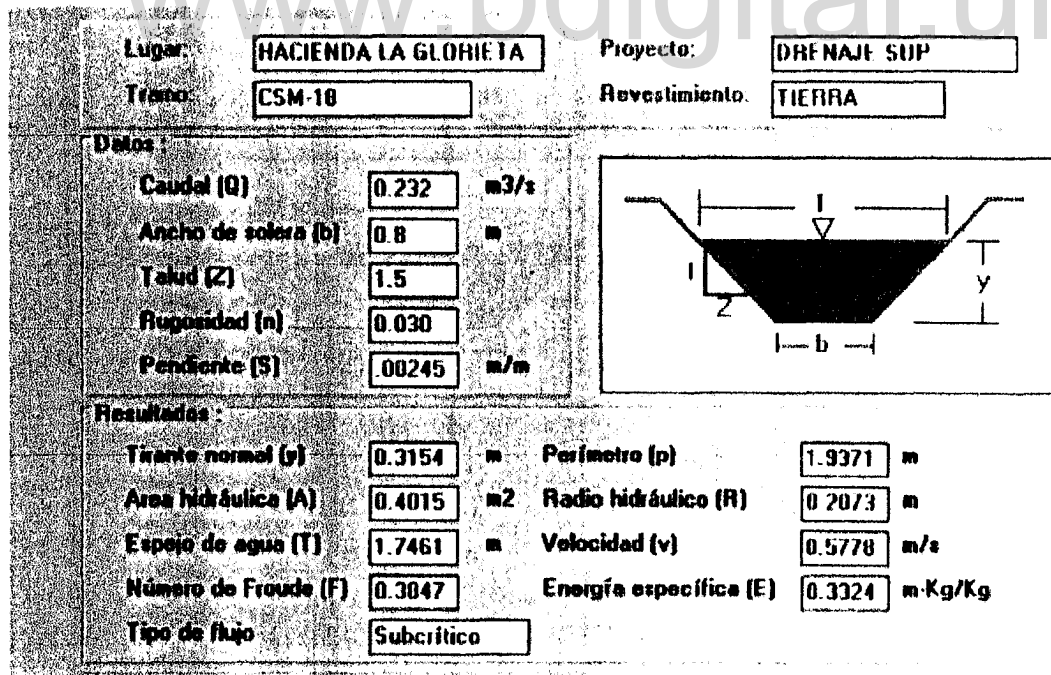 www.bdigital.un
Lugar: HACIENDA LA GLORIETA Proyecto: DRENAJE SUP
Tramo: CSM-18 Revestimiento: TIERRA
Datos :
Caudal (Q) 0.232 m3/s
Ancho de solera (b) 0.8 m
Talud (Z) 1.5
Rugosidad (n) 0.030
Pendiente (S) .00245 m/m
T
1
Z
b
y
Resultados :
Tirante normal (y) 0.3154 m Perímetro (p) 1.9371 m
Area hidráulica (A) 0.4015 m2 Radio hidráulico (R) 0.2073 m
Espejo de agua (T) 1.7461 m Velocidad (v) 0.5778 m/s
Número de Froude (F) 0.3847 Energía específica (E) 0.3324 m-Kg/Kg
Tipo de flujo Subcrítico